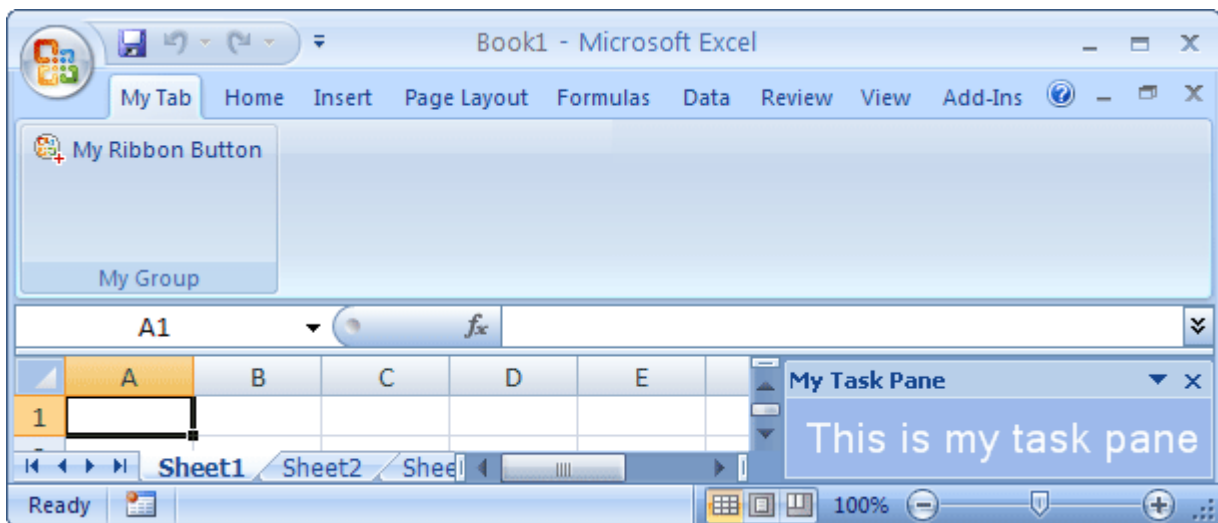 Book1 - Microsoft Excel
My Tab Home Insert Page Layout Formulas Data Review View Add-Ins
My Ribbon Button
My Group
A1 fx
A B C D E My Task Pane
1 This is my task pane
Sheet1 Sheet2 Shee
Ready 100%